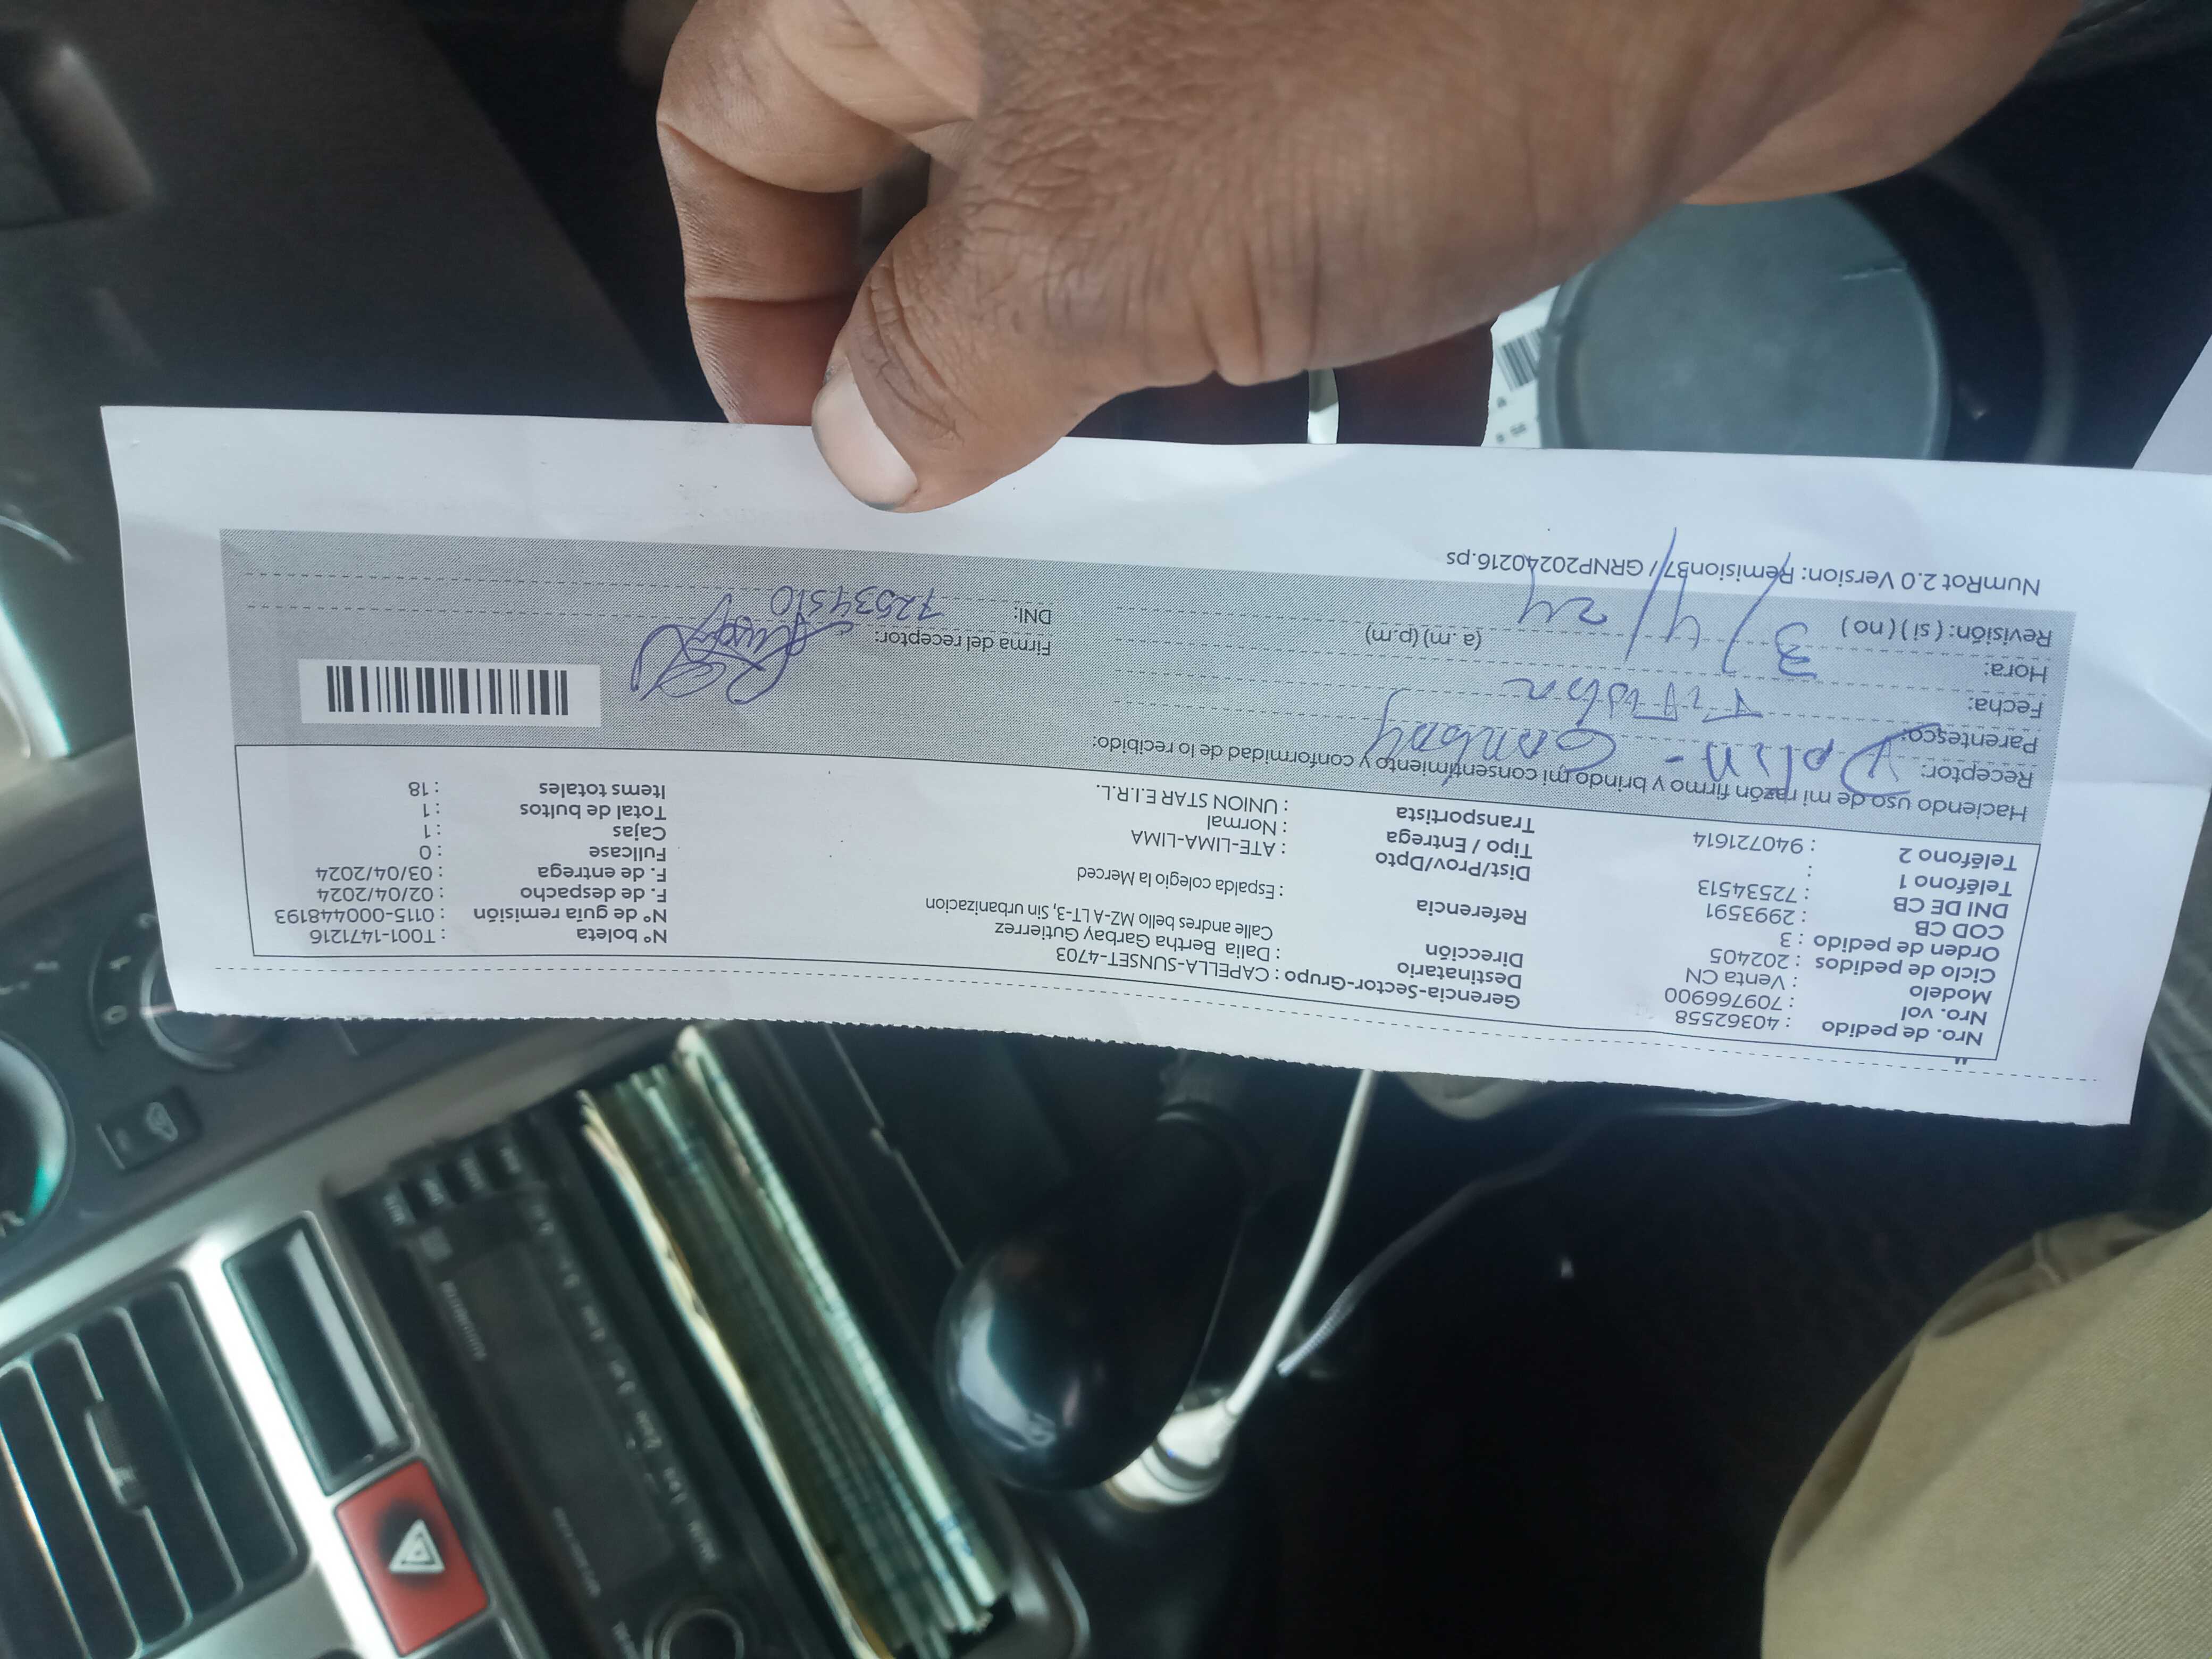 Nro. de pedido : 40362558
Nro. vol : 709766900
Modelo : Venta CN
Ciclo de pedidos : 202405
Orden de pedido : 3
COD CB : 2993591
DNI DE CB : 72534513
Teléfono 1 :
Teléfono 2 : 940721614
Gerencia-Sector-Grupo : CAPELLA-SUNSET-4703
Destinatario : Dalia Bertha Garbay Gutierrez
Dirección Calle andres bello MZ-A LT-3, Sin urbanizacion
Referencia : Espalda colegio la Merced
Dist/Prov/Dpto : ATE-LIMA-LIMA
Tipo / Entrega : Normal
Transportista : UNION STAR E.I.R.L.
N° boleta : T001-1471216
N° de guía remisión : 0115-000448193
F. de despacho : 02/04/2024
F. de entrega : 03/04/2024
Fullcase : 0
Cajas : 1
Total de bultos : 1
Items totales : 18
Haciendo uso de mi razón firmo y brindo mi consentimiento y conformidad de lo recibido:
Receptor:
Parentesco:
Fecha:
Hora: 3/4/24 (a. m) (p.m)
Revisión: ( si ) ( no )
Firma del receptor:
DNI: 72534510
NumRot 2.0 Version: Remision37 / GRNP20240216.ps